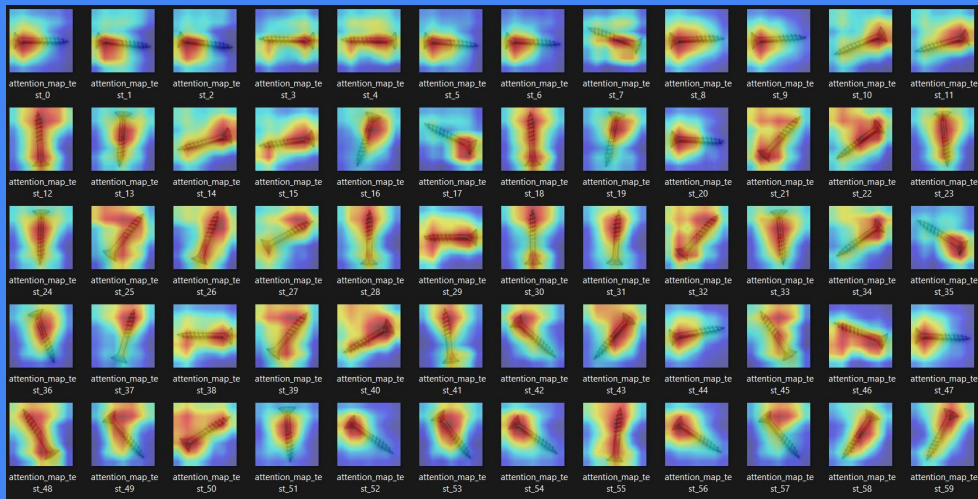 attention_map_te attention_map_te attention_map_te attention_map_te attention_map_te attention_map_te attention_map_te attention_map_te attention_map_te attention_map_te attention_map_te attention_map_te
st_0 st_1 st_2 st_3 st_4 st_5 st_6 st_7 st_8 st_9 st_10 st_11
attention_map_te attention_map_te attention_map_te attention_map_te attention_map_te attention_map_te attention_map_te attention_map_te attention_map_te attention_map_te attention_map_te attention_map_te
st_12 st_13 st_14 st_15 st_16 st_17 st_18 st_19 st_20 st_21 st_22 st_23
attention_map_te attention_map_te attention_map_te attention_map_te attention_map_te attention_map_te attention_map_te attention_map_te attention_map_te attention_map_te attention_map_te attention_map_te
st_24 st_25 st_26 st_27 st_28 st_29 st_30 st_31 st_32 st_33 st_34 st_35
attention_map_te attention_map_te attention_map_te attention_map_te attention_map_te attention_map_te attention_map_te attention_map_te attention_map_te attention_map_te attention_map_te attention_map_te
st_36 st_37 st_38 st_39 st_40 st_41 st_42 st_43 st_44 st_45 st_46 st_47
attention_map_te attention_map_te attention_map_te attention_map_te attention_map_te attention_map_te attention_map_te attention_map_te attention_map_te attention_map_te attention_map_te attention_map_te
st_48 st_49 st_50 st_51 st_52 st_53 st_54 st_55 st_56 st_57 st_58 st_59